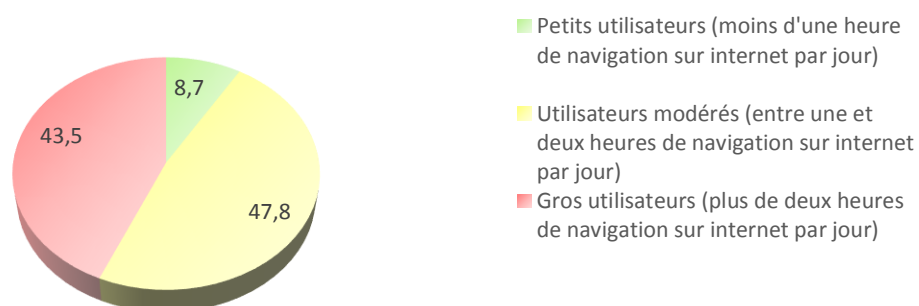 Petits utilisateurs (moins d'une heure
de navigation sur internet par jour)
8,7
Utilisateurs modérés (entre une et
deux heures de navigation sur internet
par jour)
43,5
Gros utilisateurs (plus de deux heures
de navigation sur internet par jour)
47,8